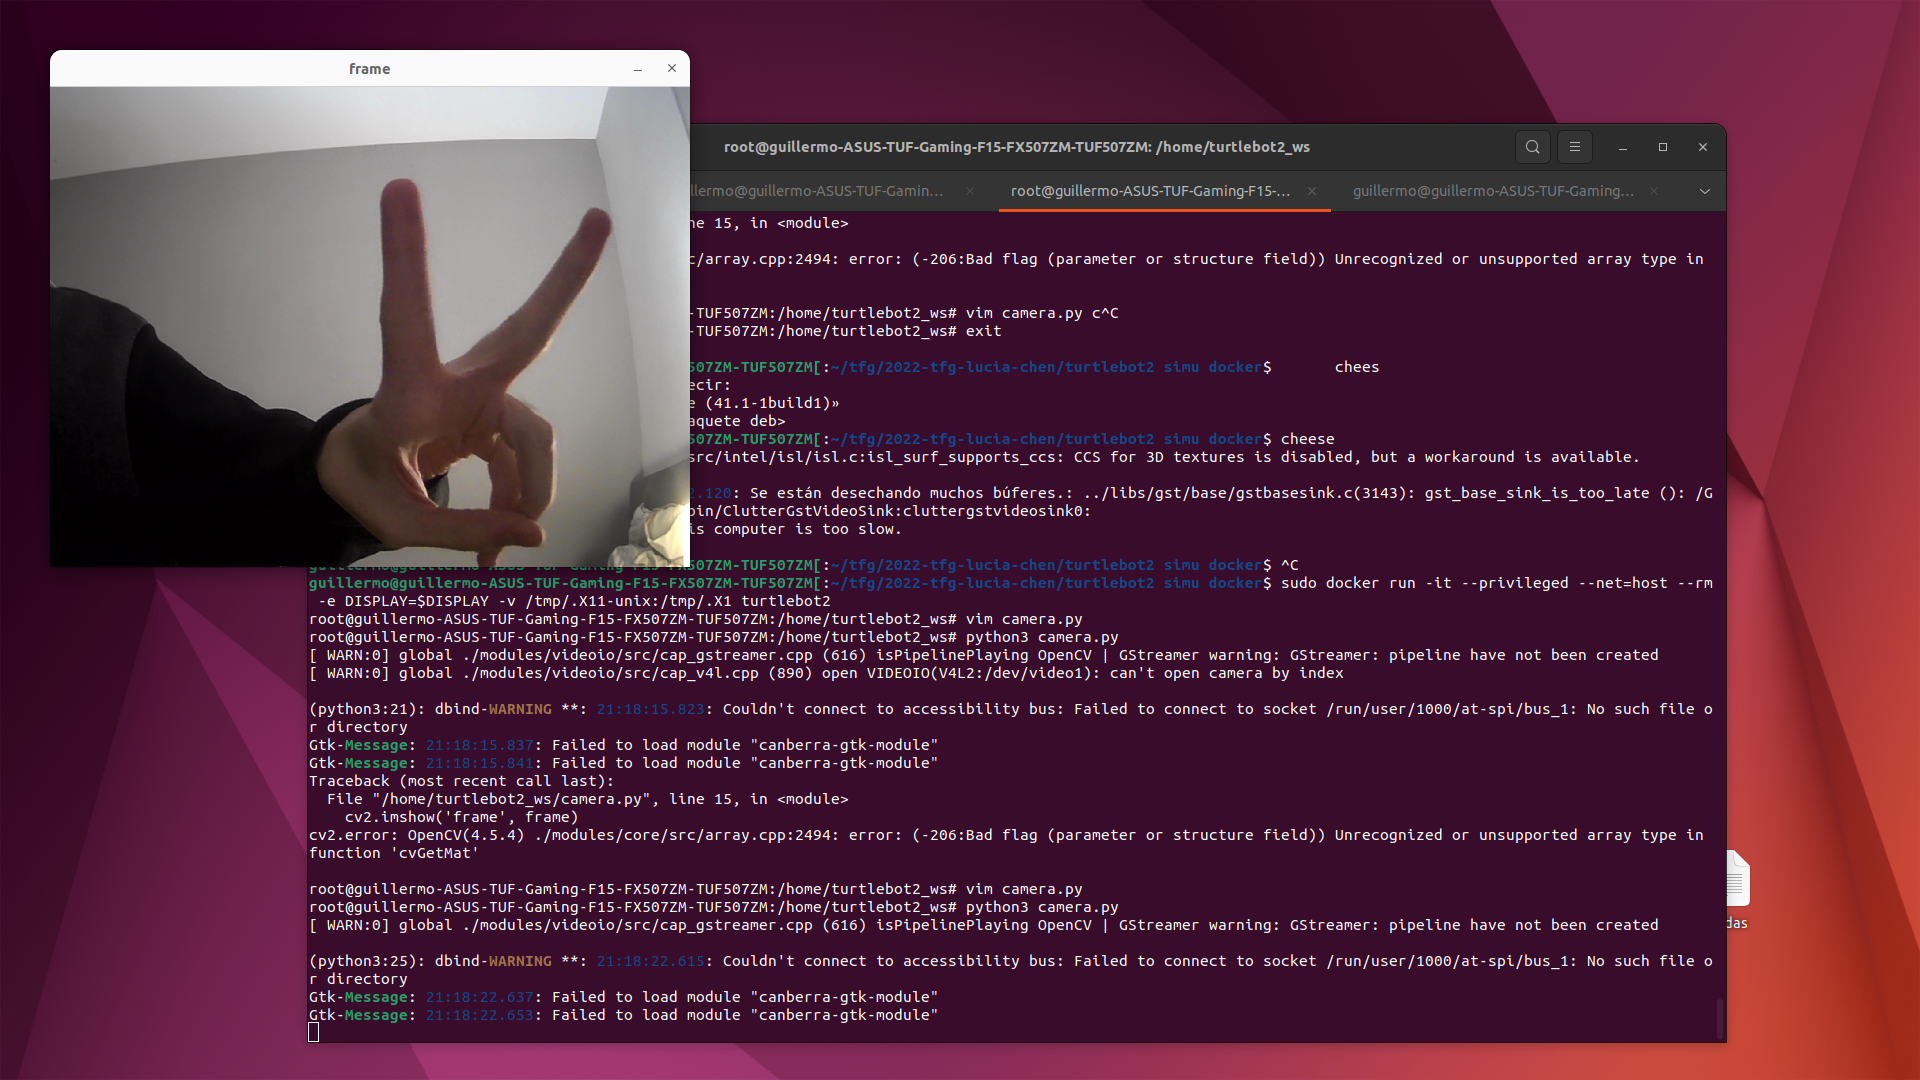 frame
root@guillermo-ASUS-TUF-Gaming-F15-FX507ZM-TUF507ZM: /home/turtlebot2_ws
llermo@guillermo-ASUS-TUF-Gamin...
root@guillermo-ASUS-TUF-Gaming-F15-...
guillermo@guillermo-ASUS-TUF-Gaming...
ne 15, in <module>
c/array.cpp:2494: error: (-206:Bad flag (parameter or structure field)) Unrecognized or unsupported array type in
-TUF507ZM:/home/turtlebot2_ws# vim camera.py c^C
-TUF507ZM:/home/turtlebot2_ws# exit
507ZM-TUF507ZM[:~/tfg/2022-tfg-lucia-chen/turtlebot2 simu docker$       chees
ecir:
e (41.1-1build1)»
aquete deb>
507ZM-TUF507ZM[:~/tfg/2022-tfg-lucia-chen/turtlebot2 simu docker$ cheese
src/intel/isl/isl.c:isl_surf_supports_ccs: CCS for 3D textures is disabled, but a workaround is available.
2.120: Se están desechando muchos búferes.: ../libs/gst/base/gstbasesink.c(3143): gst_base_sink_is_too_late (): /G
bin/ClutterGstVideoSink:cluttergstvideosink0:
is computer is too slow.
guillermo@guillermo-ASUS-TUF-Gaming-F15-FX507ZM-TUF507ZM[:~/tfg/2022-tfg-lucia-chen/turtlebot2 simu docker$ ^C
guillermo@guillermo-ASUS-TUF-Gaming-F15-FX507ZM-TUF507ZM[:~/tfg/2022-tfg-lucia-chen/turtlebot2 simu docker$ sudo docker run -it --privileged --net=host --rm
 -e DISPLAY=$DISPLAY -v /tmp/.X11-unix:/tmp/.X1 turtlebot2
root@guillermo-ASUS-TUF-Gaming-F15-FX507ZM-TUF507ZM:/home/turtlebot2_ws# vim camera.py
root@guillermo-ASUS-TUF-Gaming-F15-FX507ZM-TUF507ZM:/home/turtlebot2_ws# python3 camera.py
[ WARN:0] global ./modules/videoio/src/cap_gstreamer.cpp (616) isPipelinePlaying OpenCV | GStreamer warning: GStreamer: pipeline have not been created
[ WARN:0] global ./modules/videoio/src/cap_v4l.cpp (890) open VIDEOIO(V4L2:/dev/video1): can't open camera by index
(python3:21): dbind-WARNING **: 21:18:15.823: Couldn't connect to accessibility bus: Failed to connect to socket /run/user/1000/at-spi/bus_1: No such file o
r directory
Gtk-Message: 21:18:15.837: Failed to load module "canberra-gtk-module"
Gtk-Message: 21:18:15.841: Failed to load module "canberra-gtk-module"
Traceback (most recent call last):
  File "/home/turtlebot2_ws/camera.py", line 15, in <module>
    cv2.imshow('frame', frame)
cv2.error: OpenCV(4.5.4) ./modules/core/src/array.cpp:2494: error: (-206:Bad flag (parameter or structure field)) Unrecognized or unsupported array type in
function 'cvGetMat'
root@guillermo-ASUS-TUF-Gaming-F15-FX507ZM-TUF507ZM:/home/turtlebot2_ws# vim camera.py
root@guillermo-ASUS-TUF-Gaming-F15-FX507ZM-TUF507ZM:/home/turtlebot2_ws# python3 camera.py
[ WARN:0] global ./modules/videoio/src/cap_gstreamer.cpp (616) isPipelinePlaying OpenCV | GStreamer warning: GStreamer: pipeline have not been created
(python3:25): dbind-WARNING **: 21:18:22.615: Couldn't connect to accessibility bus: Failed to connect to socket /run/user/1000/at-spi/bus_1: No such file o
r directory
Gtk-Message: 21:18:22.637: Failed to load module "canberra-gtk-module"
Gtk-Message: 21:18:22.653: Failed to load module "canberra-gtk-module"
das